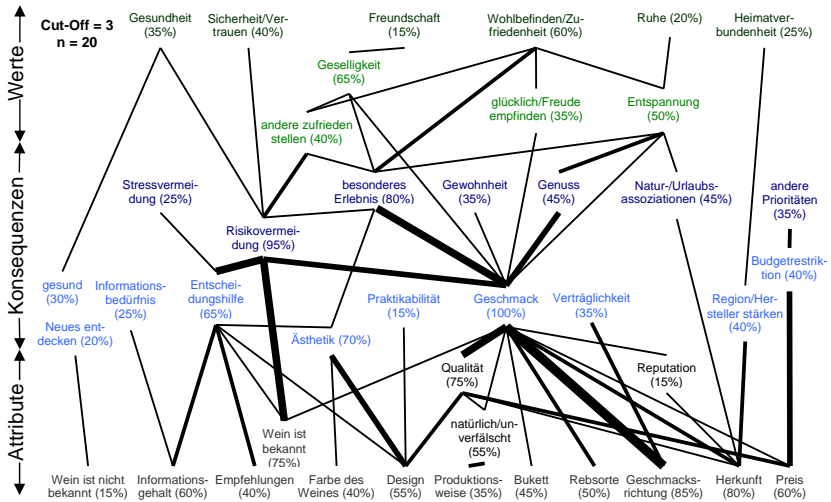 Cut-Off = 3
n = 20
Gesundheit
(35%)
Sicherheit/Ver-
trauen (40%)
Freundschaft
(15%)
Wohlbefinden/Zu-
friedenheit (60%)
Ruhe (20%)
Heimatver-
bundenheit (25%)
Geselligkeit
(65%)
andere zufrieden
stellen (40%)
glücklich/Freude
empfinden (35%)
Entspannung
(50%)
Werte
Stressvermei-
dung (25%)
besonderes
Erlebnis (80%)
Gewohnheit
(35%)
Genuss
(45%)
Natur-/Urlaubs-
assoziationen (45%)
andere
Prioritäten
(35%)
Risikovermei-
dung (95%)
Budgetrestrik-
tion (40%)
Konsequenzen
gesund
(30%)
Informations-
bedürfnis
(25%)
Entschei-
dungshilfe
(65%)
Praktikabilität
(15%)
Geschmack
(100%)
Verträglichkeit
(35%)
Region/Her-
steller stärken
(40%)
Neues ent-
decken (20%)
Ästhetik (70%)
Qualität
(75%)
Reputation
(15%)
natürlich/un-
verfälscht
(55%)
Wein ist
bekannt
(75%)
Attribute
Wein ist nicht
bekannt (15%)
Informations-
gehalt (60%)
Empfehlungen
(40%)
Farbe des
Weines (40%)
Design
(55%)
Produktions-
weise (35%)
Bukett
(45%)
Rebsorte
(50%)
Geschmacks-
richtung (85%)
Herkunft
(80%)
Preis
(60%)